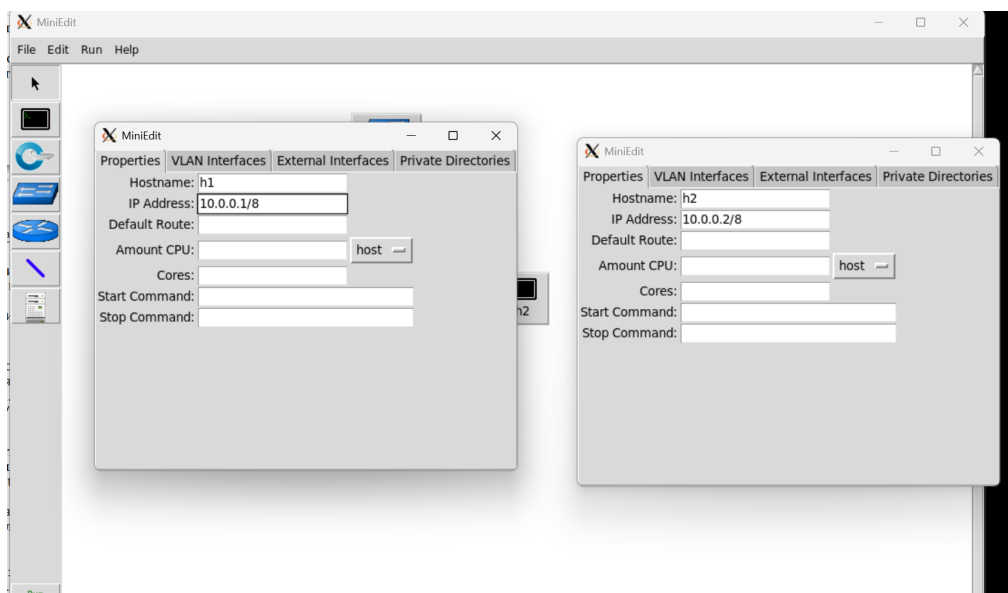 MiniEdit
File Edit Run Help
MiniEdit
Properties VLAN Interfaces External Interfaces Private Directories
Hostname: h1
IP Address: 10.0.0.1/8
Default Route:
Amount CPU: host
Cores:
Start Command:
Stop Command:
h2
MiniEdit
Properties VLAN Interfaces External Interfaces Private Directories
Hostname: h2
IP Address: 10.0.0.2/8
Default Route:
Amount CPU: host
Cores:
Start Command:
Stop Command: